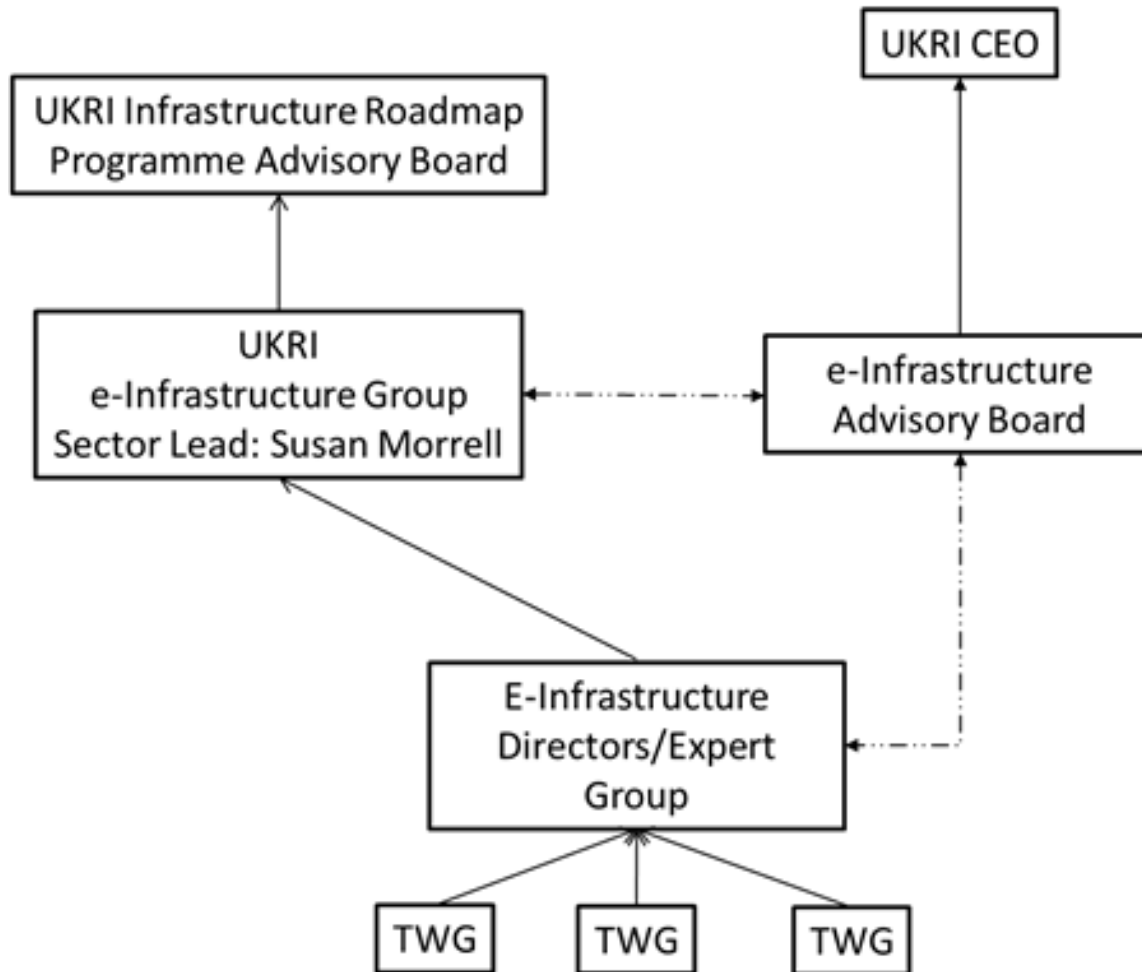 UKRI CEO
UKRI Infrastructure Roadmap
Programme Advisory Board
UKRI
e-Infrastructure Group
Sector Lead: Susan Morrell
e-Infrastructure
Advisory Board
E-Infrastructure
Directors/Expert
Group
TWG
TWG
TWG